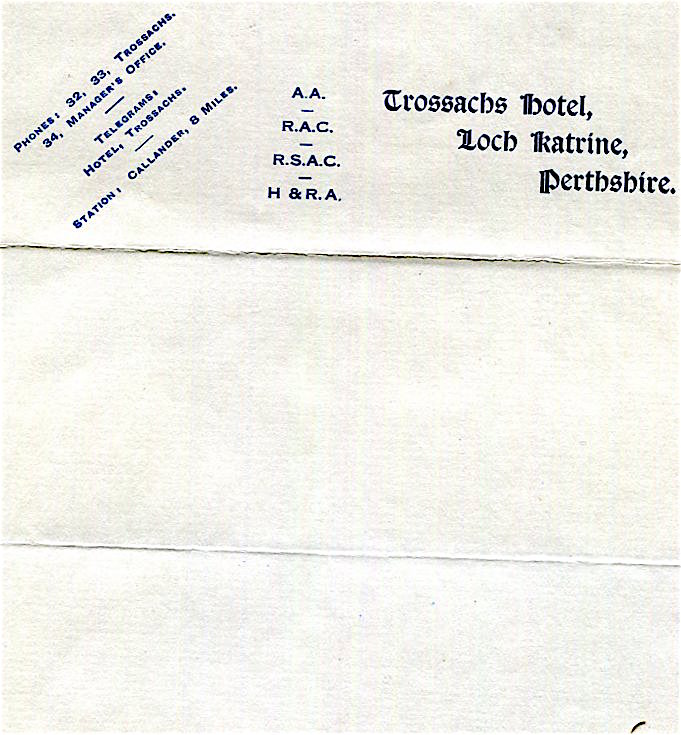 PHONES: 32, 33, TROSSACHS.
34, MANAGER'S OFFICE.
TELEGRAMS:
HOTEL, TROSSACHS.
STATION: CALLANDER, 8 MILES.
A.A.
R.A.C.
R.S.A.C.
H & R.A.
Trossachs Hotel,
Loch Katrine,
Perthshire.